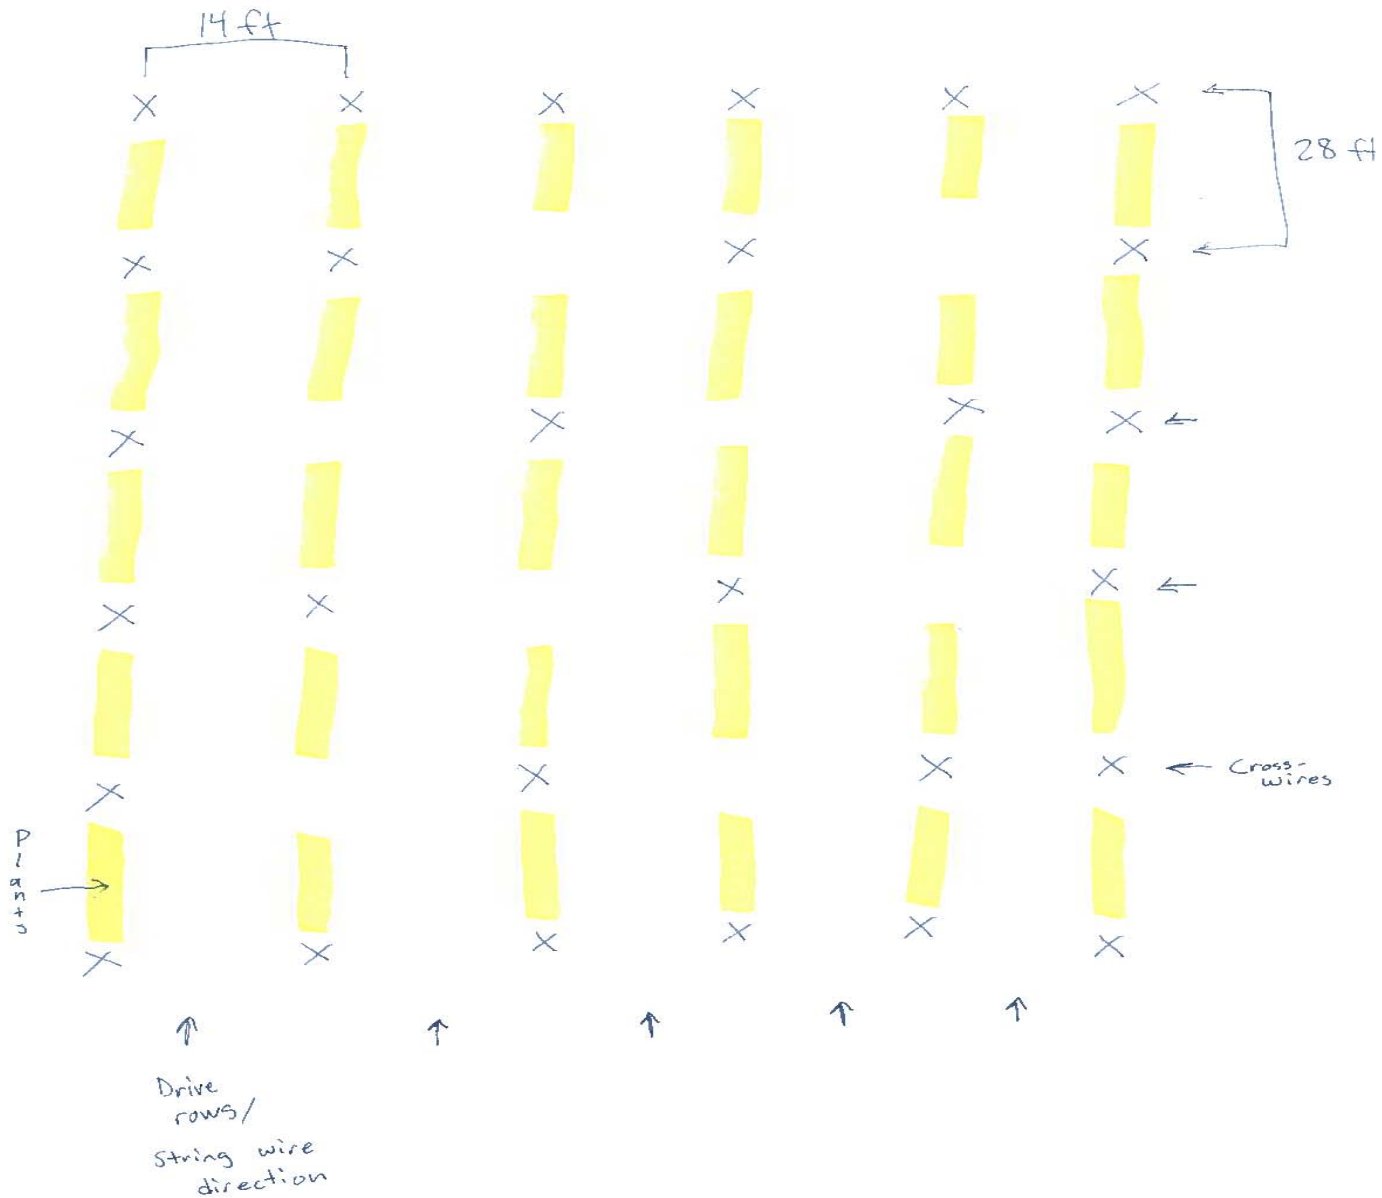 14 ft
28 ft
Cross-
wires
Plants
Drive
rows/
String wire
direction